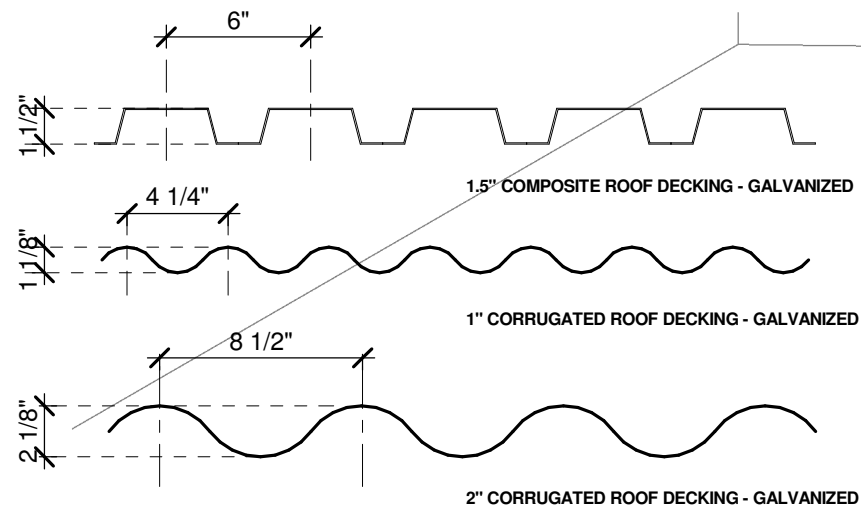 6"
1 1/2"
1.5" COMPOSITE ROOF DECKING - GALVANIZED
4 1/4"
1 1/8"
1" CORRUGATED ROOF DECKING - GALVANIZED
8 1/2"
2 1/8"
2" CORRUGATED ROOF DECKING - GALVANIZED